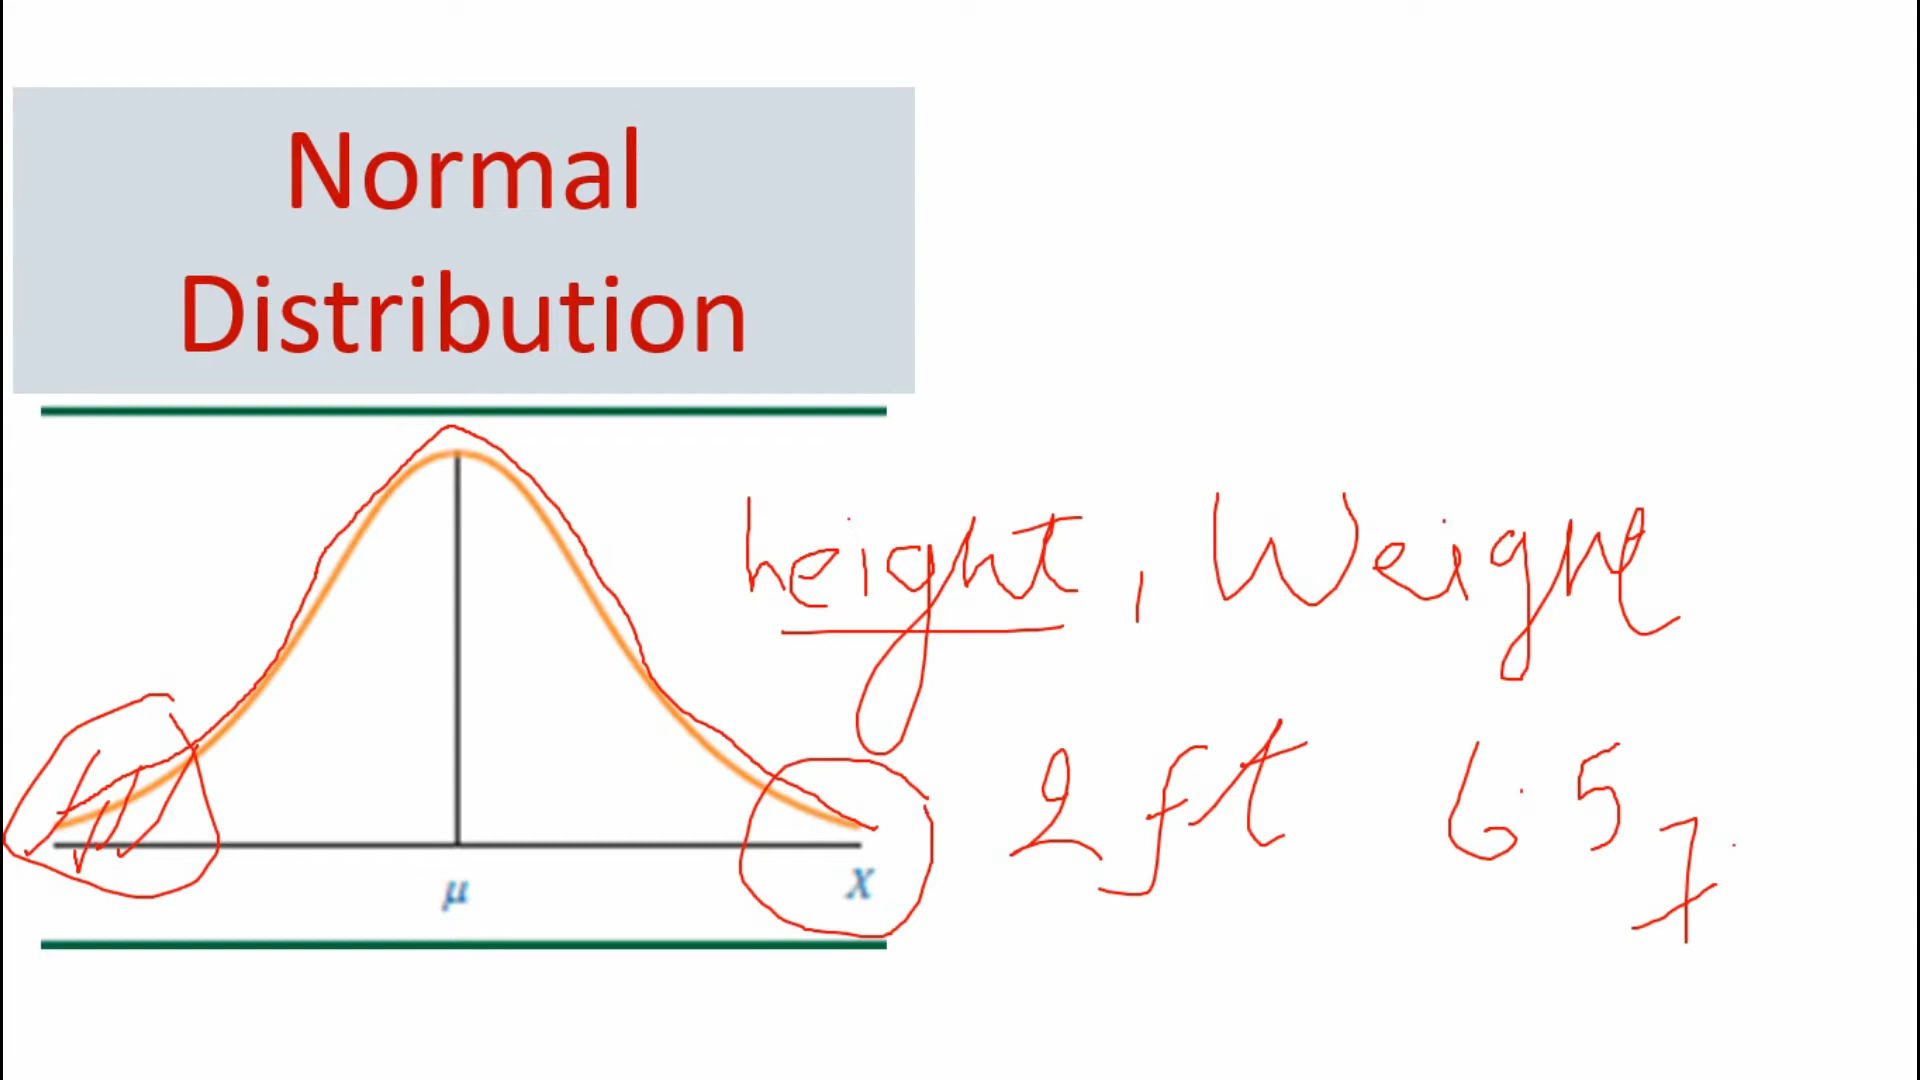 Normal
Distribution
height, Weight
2ft 6.5
7
μ
X